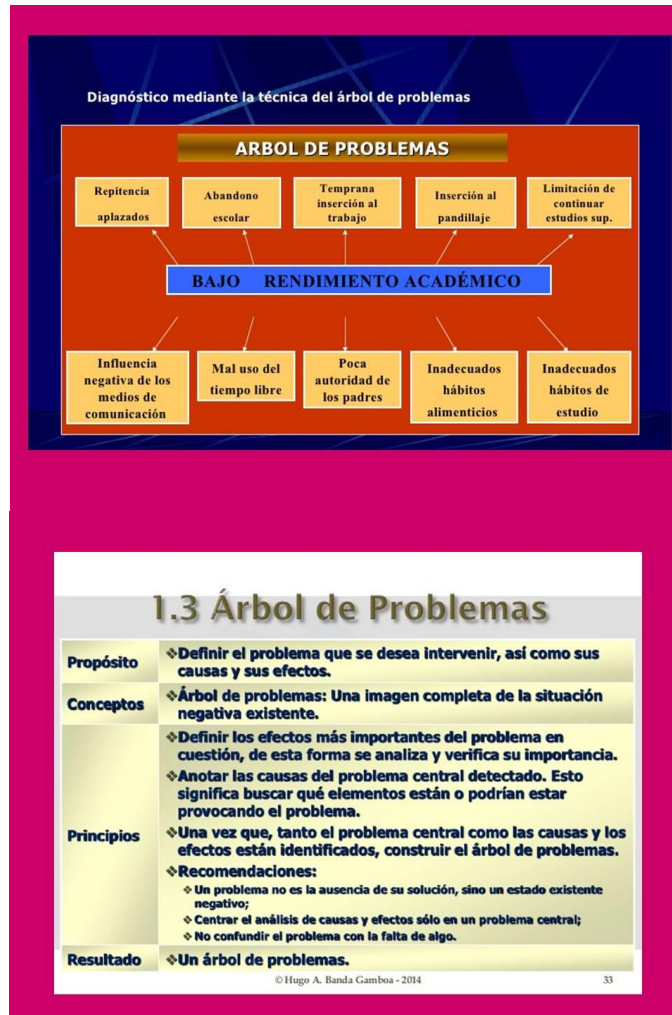 Diagnóstico mediante la técnica del árbol de problemas
ARBOL DE PROBLEMAS
Repitencia
aplazados
Abandono
escolar
Temprana
inserción al
trabajo
Inserción al
pandillaje
Limitación de
continuar
estudios sup.
BAJO RENDIMIENTO ACADÉMICO
Influencia
negativa de los
medios de
comunicación
Mal uso del
tiempo libre
Poca
autoridad de
los padres
Inadecuados
hábitos
alimenticios
Inadecuados
hábitos de
estudio
1.3 Árbol de Problemas
Propósito
❖Definir el problema que se desea intervenir, así como sus
causas y sus efectos.
Conceptos
❖Árbol de problemas: Una imagen completa de la situación
negativa existente.
Principios
❖Definir los efectos más importantes del problema en
cuestión, de esta forma se analiza y verifica su importancia.
❖Anotar las causas del problema central detectado. Esto
significa buscar qué elementos están o podrían estar
provocando el problema.
❖Una vez que, tanto el problema central como las causas y los
efectos están identificados, construir el árbol de problemas.
❖Recomendaciones:
❖Un problema no es la ausencia de su solución, sino un estado existente
negativo;
❖Centrar el análisis de causas y efectos sólo en un problema central;
❖No confundir el problema con la falta de algo.
Resultado
❖Un árbol de problemas.
© Hugo A. Banda Gamboa - 2014
33